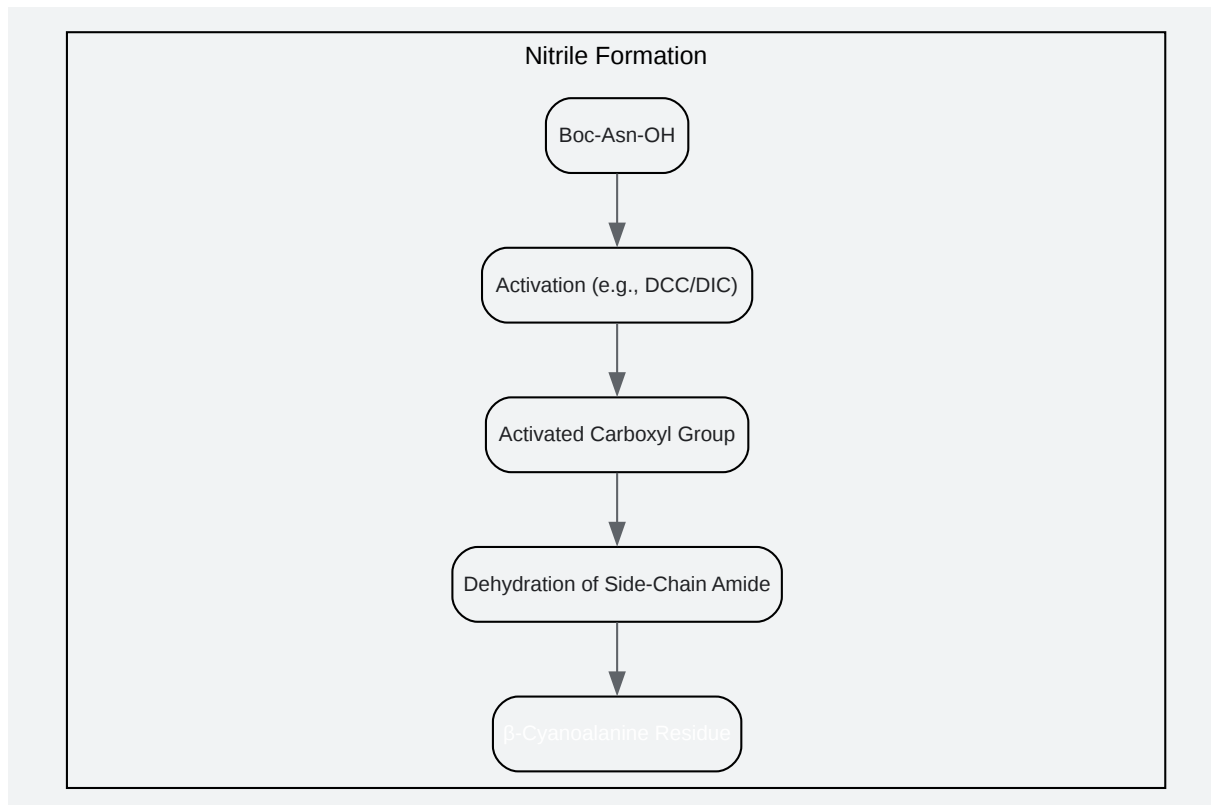 Nitrile Formation
Boc-Asn-OH
Activation (e.g., DCC/DIC)
Activated Carboxyl Group
Dehydration of Side-Chain Amide
β-Cyanoalanine Residue